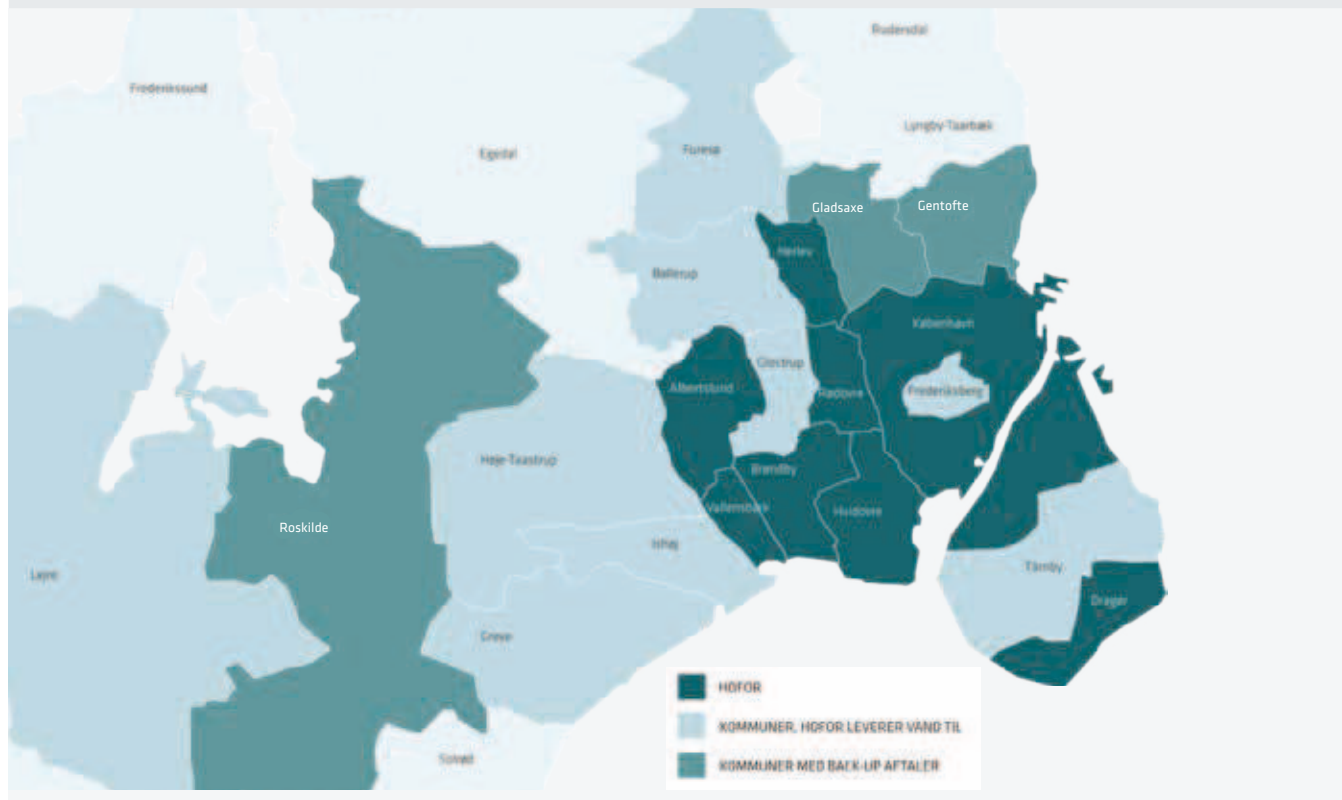 Rudersdal
Frederikssund
Lyngby-Taarbæk
Furesø
Egedal
Gladsaxe
Gentofte
Herlev
Ballerup
København
Glostrup
Albertslund
Rødovre
Frederiksberg
Høje-Taastrup
Brøndby
Vallensbæk
Hvidovre
Roskilde
Ishøj
Tårnby
Lejre
Dragør
Greve
HOFOR
KOMMUNER, HOFOR LEVERER VAND TIL
Solrød
KOMMUNER MED BACK-UP AFTALER